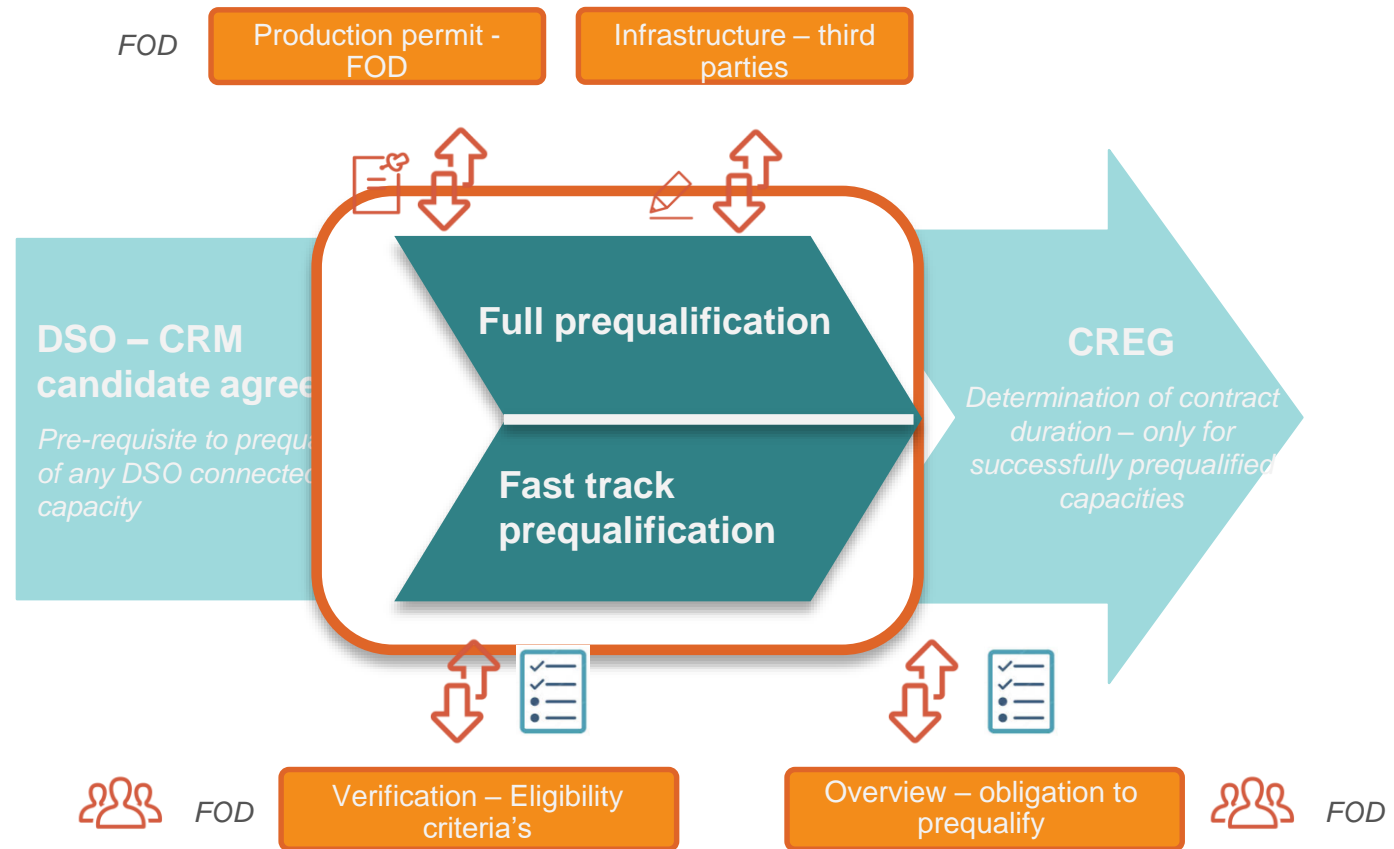 FOD
Production permit -
FOD
Infrastructure – third
parties
DSO – CRM
candidate agree
Pre-requisite to prequa
of any DSO connected
capacity
Full prequalification
Fast track
prequalification
CREG
Determination of contract
duration – only for
successfully prequalified
capacities
FOD
Verification – Eligibility
criteria's
Overview – obligation to
prequalify
FOD